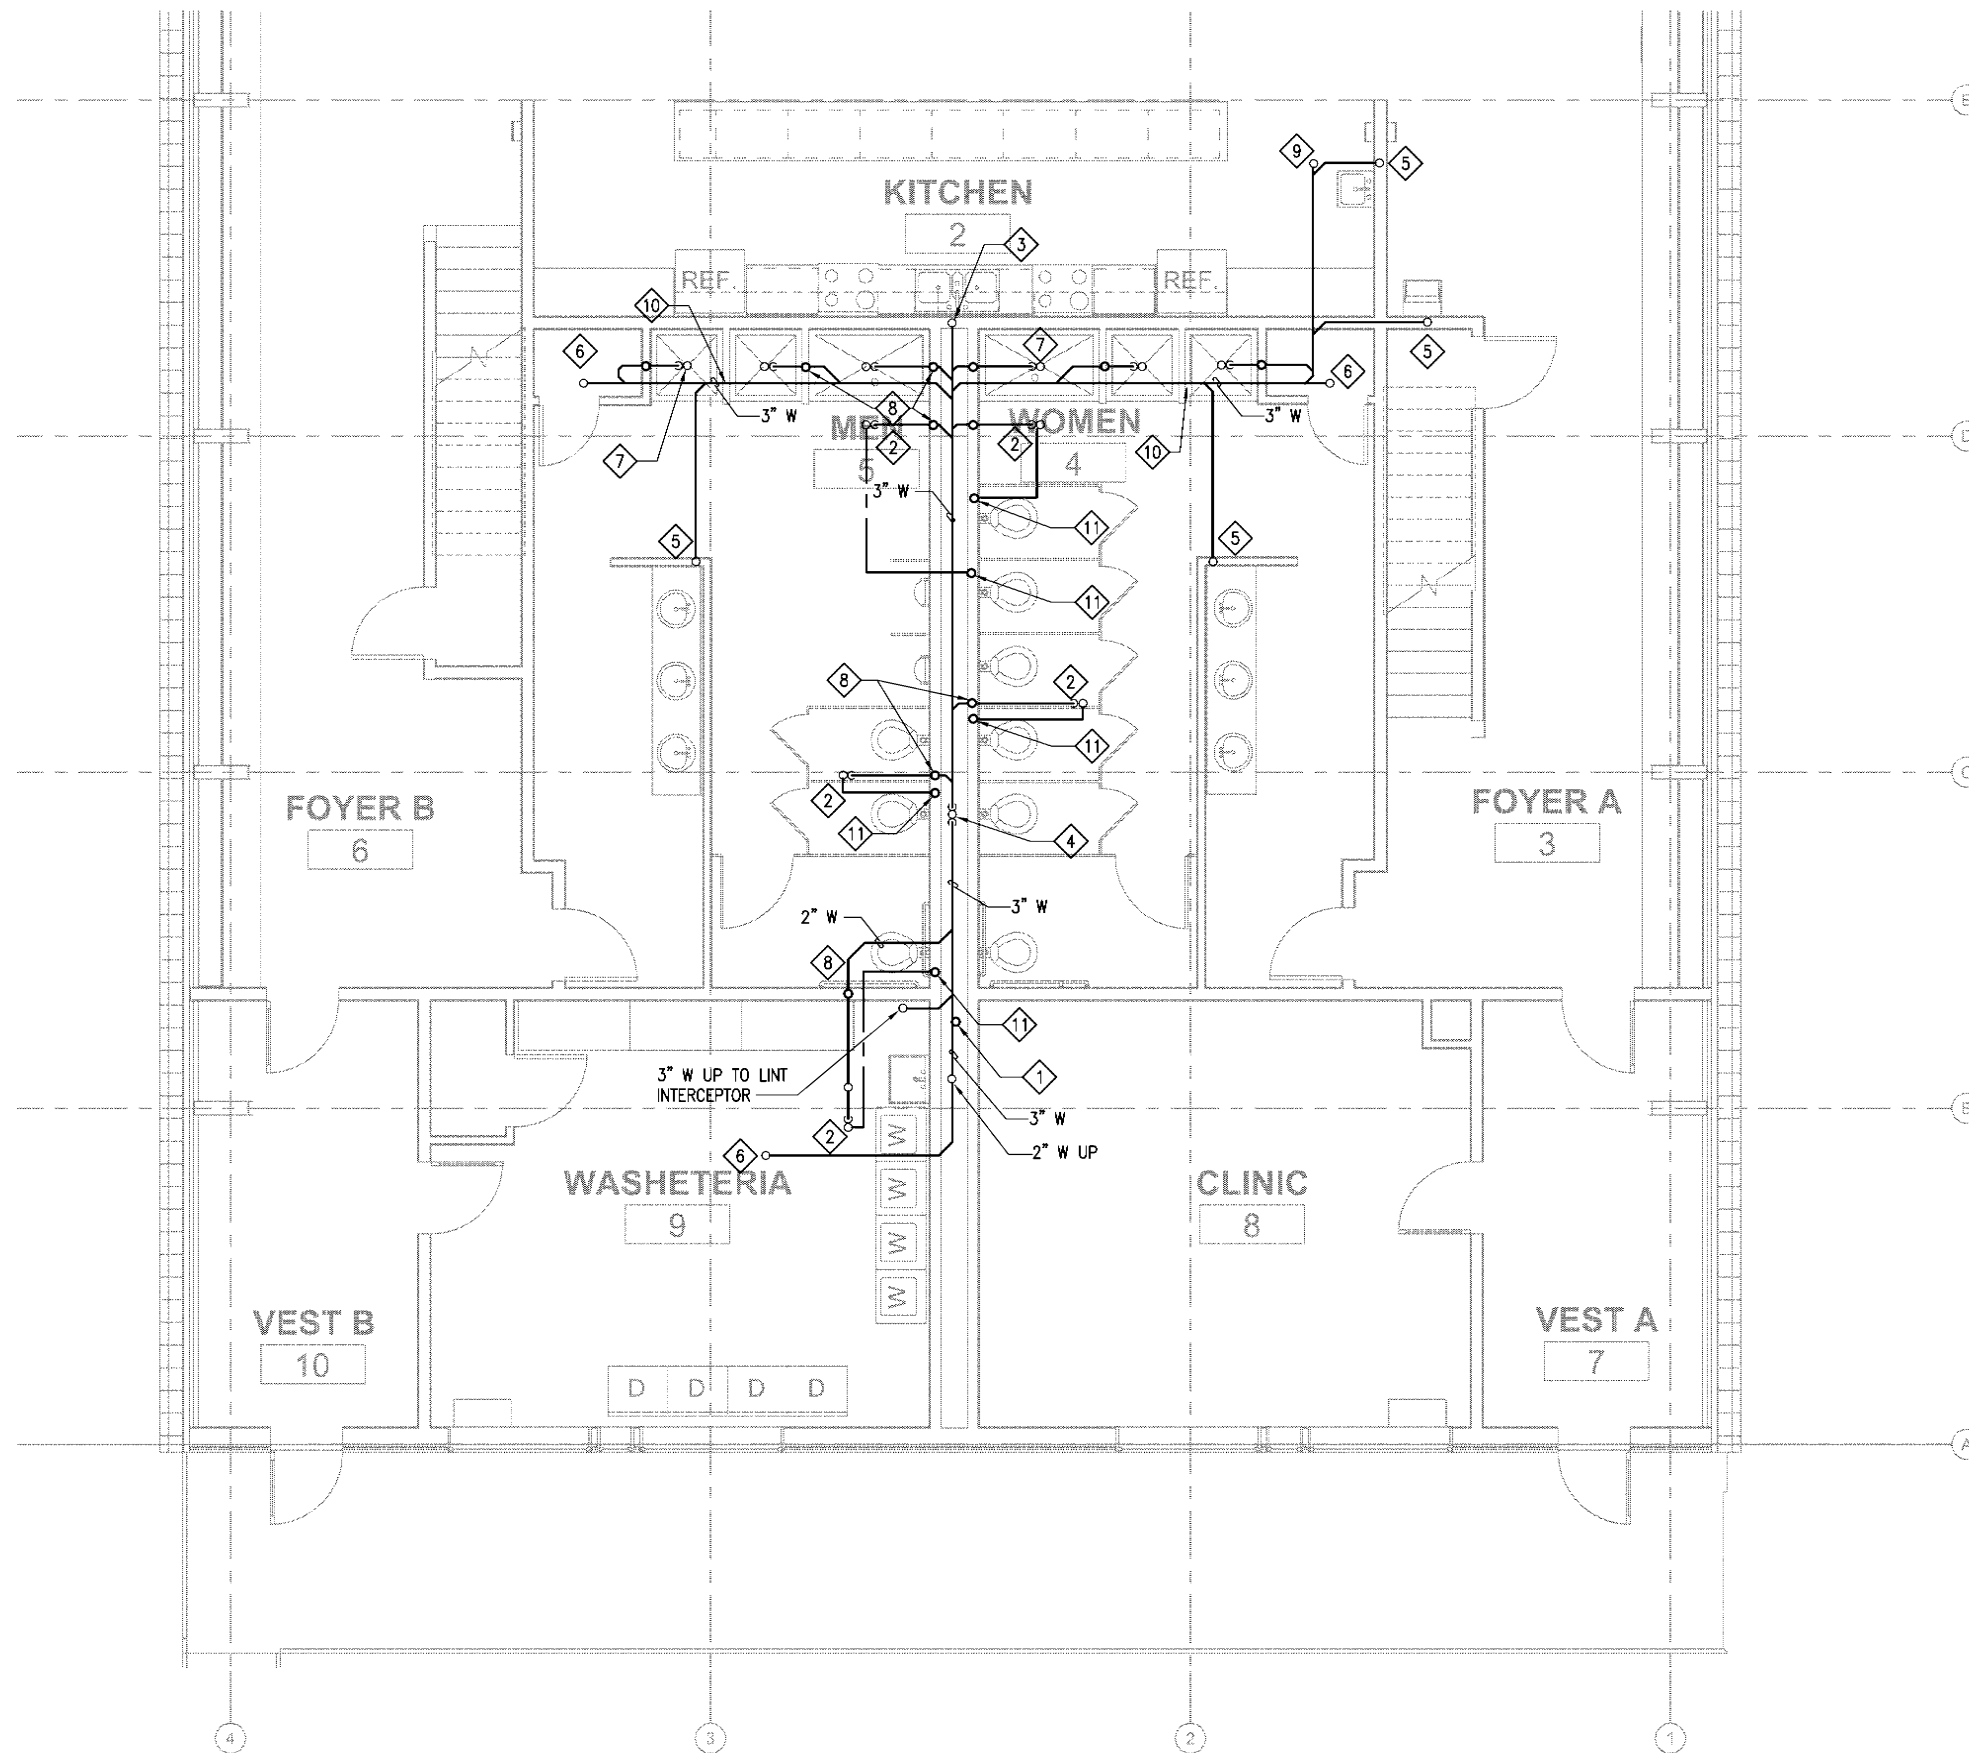 E
9
5
KITCHEN
2
3
REF.
REF.
10
6
7
5
6
3" W
8
3" W
MEN
WOMEN
2
2
7
5
4
10
3" W
11
5
5
11
8
2
11
FOYER B
6
2
FOYER A
3
11
4
3" W
2" W
8
11
3" W UP TO LINT
INTERCEPTOR
1
3" W
B
2
W
6
2" W UP
WASHETERIA
9
W
CLINIC
8
W
W
VEST B
10
VEST A
7
D D D D
A
D
C
4
3
2
1